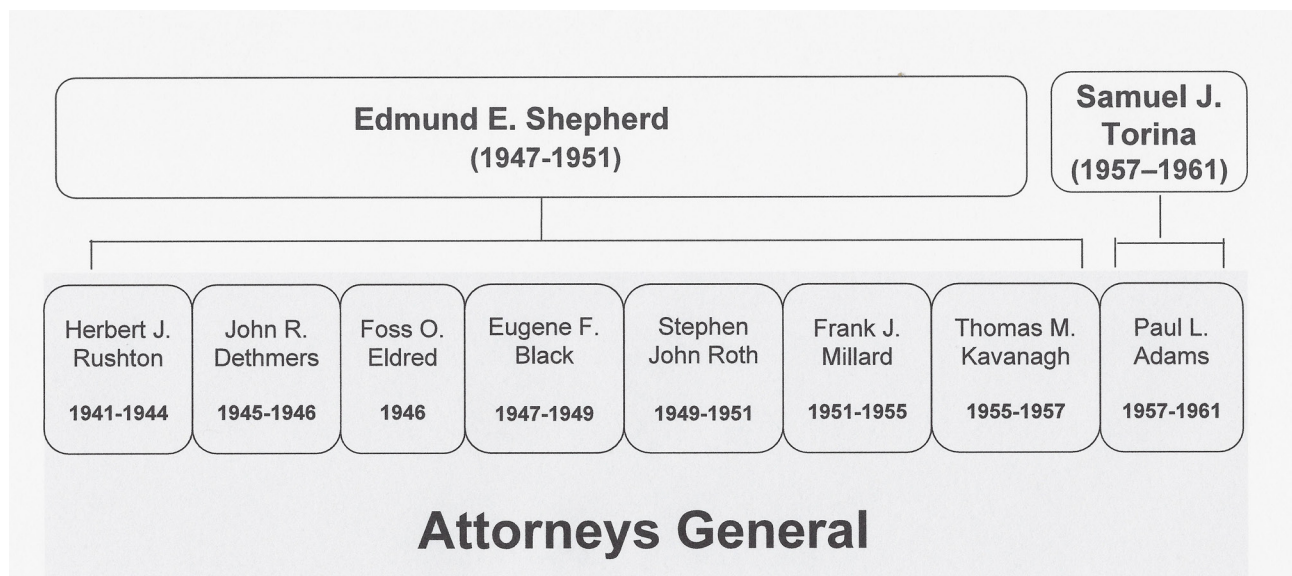 Edmund E. Shepherd
(1947-1951)
Samuel J.
Torina
(1957–1961)
Herbert J.
Rushton
1941-1944
John R.
Dethmers
1945-1946
Foss O.
Eldred
1946
Eugene F.
Black
1947-1949
Stephen
John Roth
1949-1951
Frank J.
Millard
1951-1955
Thomas M.
Kavanagh
1955-1957
Paul L.
Adams
1957-1961
Attorneys General